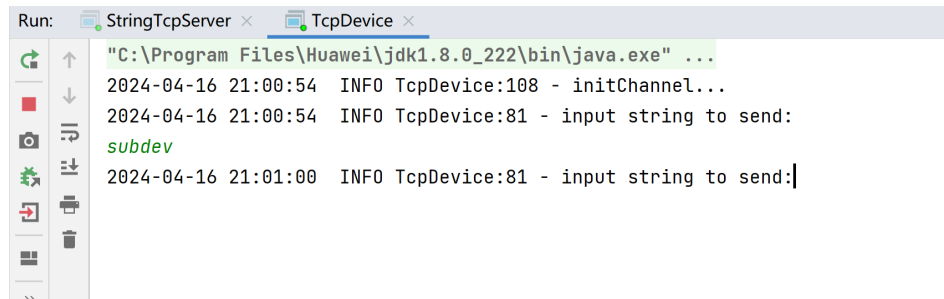 Run: StringTcpServer × TcpDevice ×
"C:\Program Files\Huawei\jdk1.8.0_222\bin\java.exe" ...
2024-04-16 21:00:54  INFO TcpDevice:108 - initChannel...
2024-04-16 21:00:54  INFO TcpDevice:81 - input string to send:
subdev
2024-04-16 21:01:00  INFO TcpDevice:81 - input string to send: